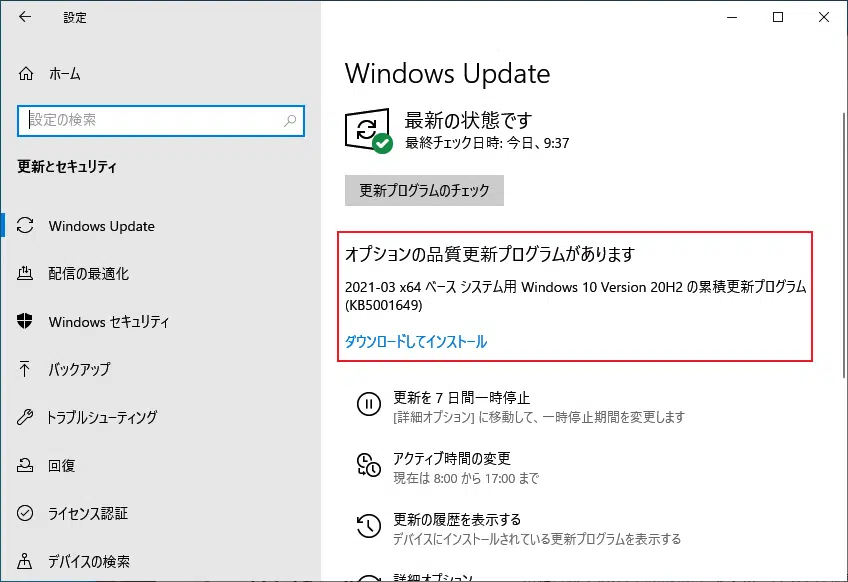 設定
ホーム
設定の検索
更新とセキュリティ
Windows Update
配信の最適化
Windows セキュリティ
バックアップ
トラブルシューティング
回復
ライセンス認証
デバイスの検索
Windows Update
最新の状態です
最終チェック日時: 今日、9:37
更新プログラムのチェック
オプションの品質更新プログラムがあります
2021-03 x64 ベース システム用 Windows 10 Version 20H2 の累積更新プログラム
(KB5001649)
ダウンロードしてインストール
更新を 7 日間一時停止
[詳細オプション] に移動して、一時停止期間を変更します
アクティブ時間の変更
現在は 8:00 から 17:00 まで
更新の履歴を表示する
デバイスにインストールされている更新プログラムを表示する
詳細オプション